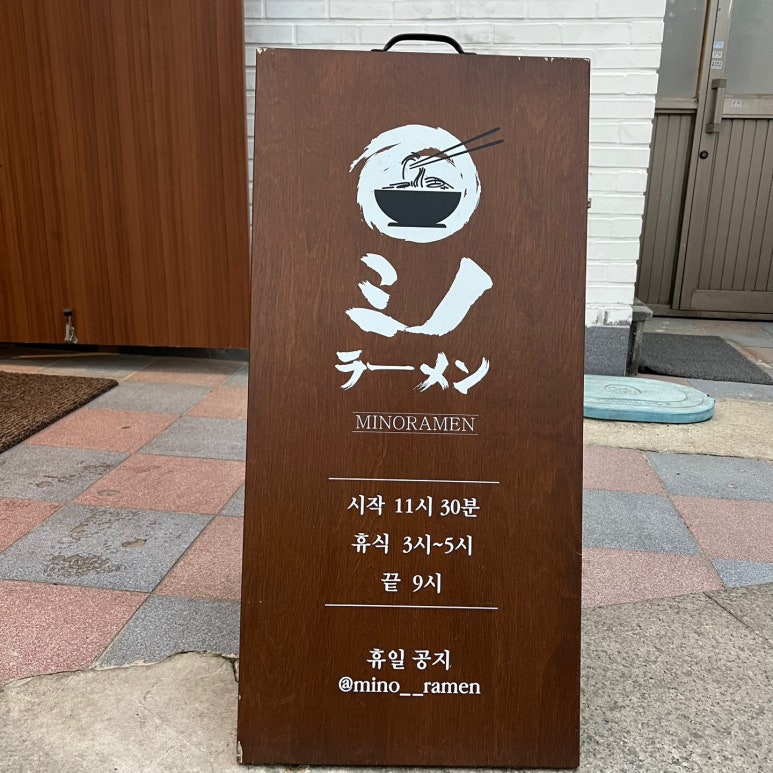 ミノ
ラーメン
MINORAMEN
시작 11시 30분
휴식 3시~5시
끝 9시
휴일 공지
@mino__ramen